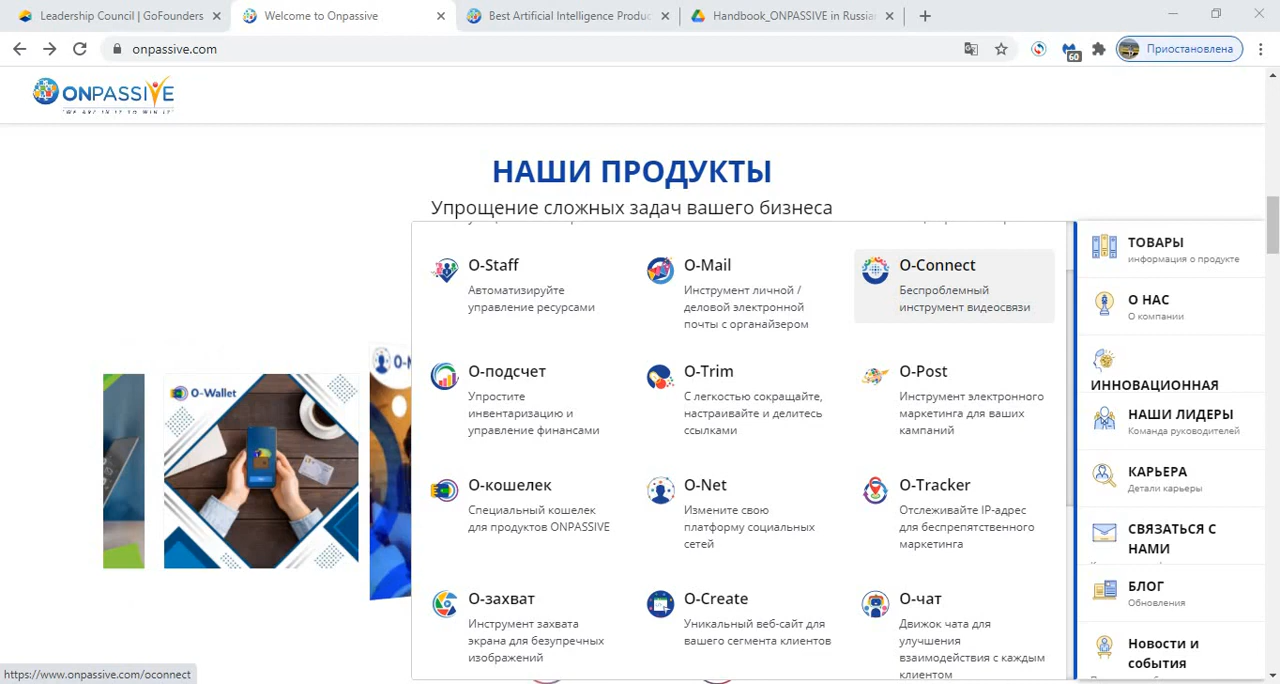 Leadership Council | GoFounders
Welcome to Onpassive
Best Artificial Intelligence Produc
Handbook_ONPASSIVE in Russian
onpassive.com
60
Приостановлена
ONPASSIVE
НАШИ ПРОДУКТЫ
Упрощение сложных задач вашего бизнеса
O-Staff
Автоматизируйте
управление ресурсами
O-Mail
Инструмент личной /
деловой электронной
почты с органайзером
O-Connect
Беспроблемный
инструмент видеосвязи
О-подсчет
Упростите
инвентаризацию и
управление финансами
O-Trim
С легкостью сокращайте,
настраивайте и делитесь
ссылками
O-Post
Инструмент электронного
маркетинга для ваших
кампаний
О-кошелек
Специальный кошелек
для продуктов ONPASSIVE
O-Net
Измените свою
платформу социальных
сетей
O-Tracker
Отслеживайте IP-адрес
для беспрепятственного
маркетинга
О-захват
Инструмент захвата
экрана для безупречных
изображений
O-Create
Уникальный веб-сайт для
вашего сегмента клиентов
О-чат
Движок чата для
улучшения
взаимодействия с каждым
клиентом
ТОВАРЫ
информация о продукте
О НАС
О компании
ИННОВАЦИОННАЯ
НАШИ ЛИДЕРЫ
Команда руководителей
КАРЬЕРА
Детали карьеры
СВЯЗАТЬСЯ С
НАМИ
БЛОГ
Обновления
Новости и
события
O-Wallet
https://www.onpassive.com/oconnect